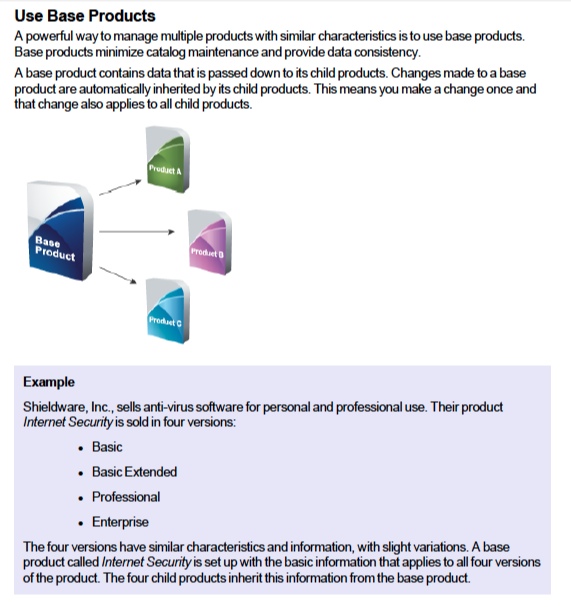 Use Base Products
A powerful way to manage multiple products with similar characteristics is to use base products.
Base products minimize catalog maintenance and provide data consistency.
A base product contains data that is passed down to its child products. Changes made to a base
product are automatically inherited by its child products. This means you make a change once and
that change also applies to all child products.
Product A
Base
Product
Product B
Product C
Example
Shieldware, Inc., sells anti-virus software for personal and professional use. Their product
Internet Security is sold in four versions:
• Basic
• Basic Extended
• Professional
• Enterprise
The four versions have similar characteristics and information, with slight variations. A base
product called Internet Security is set up with the basic information that applies to all four versions
of the product. The four child products inherit this information from the base product.